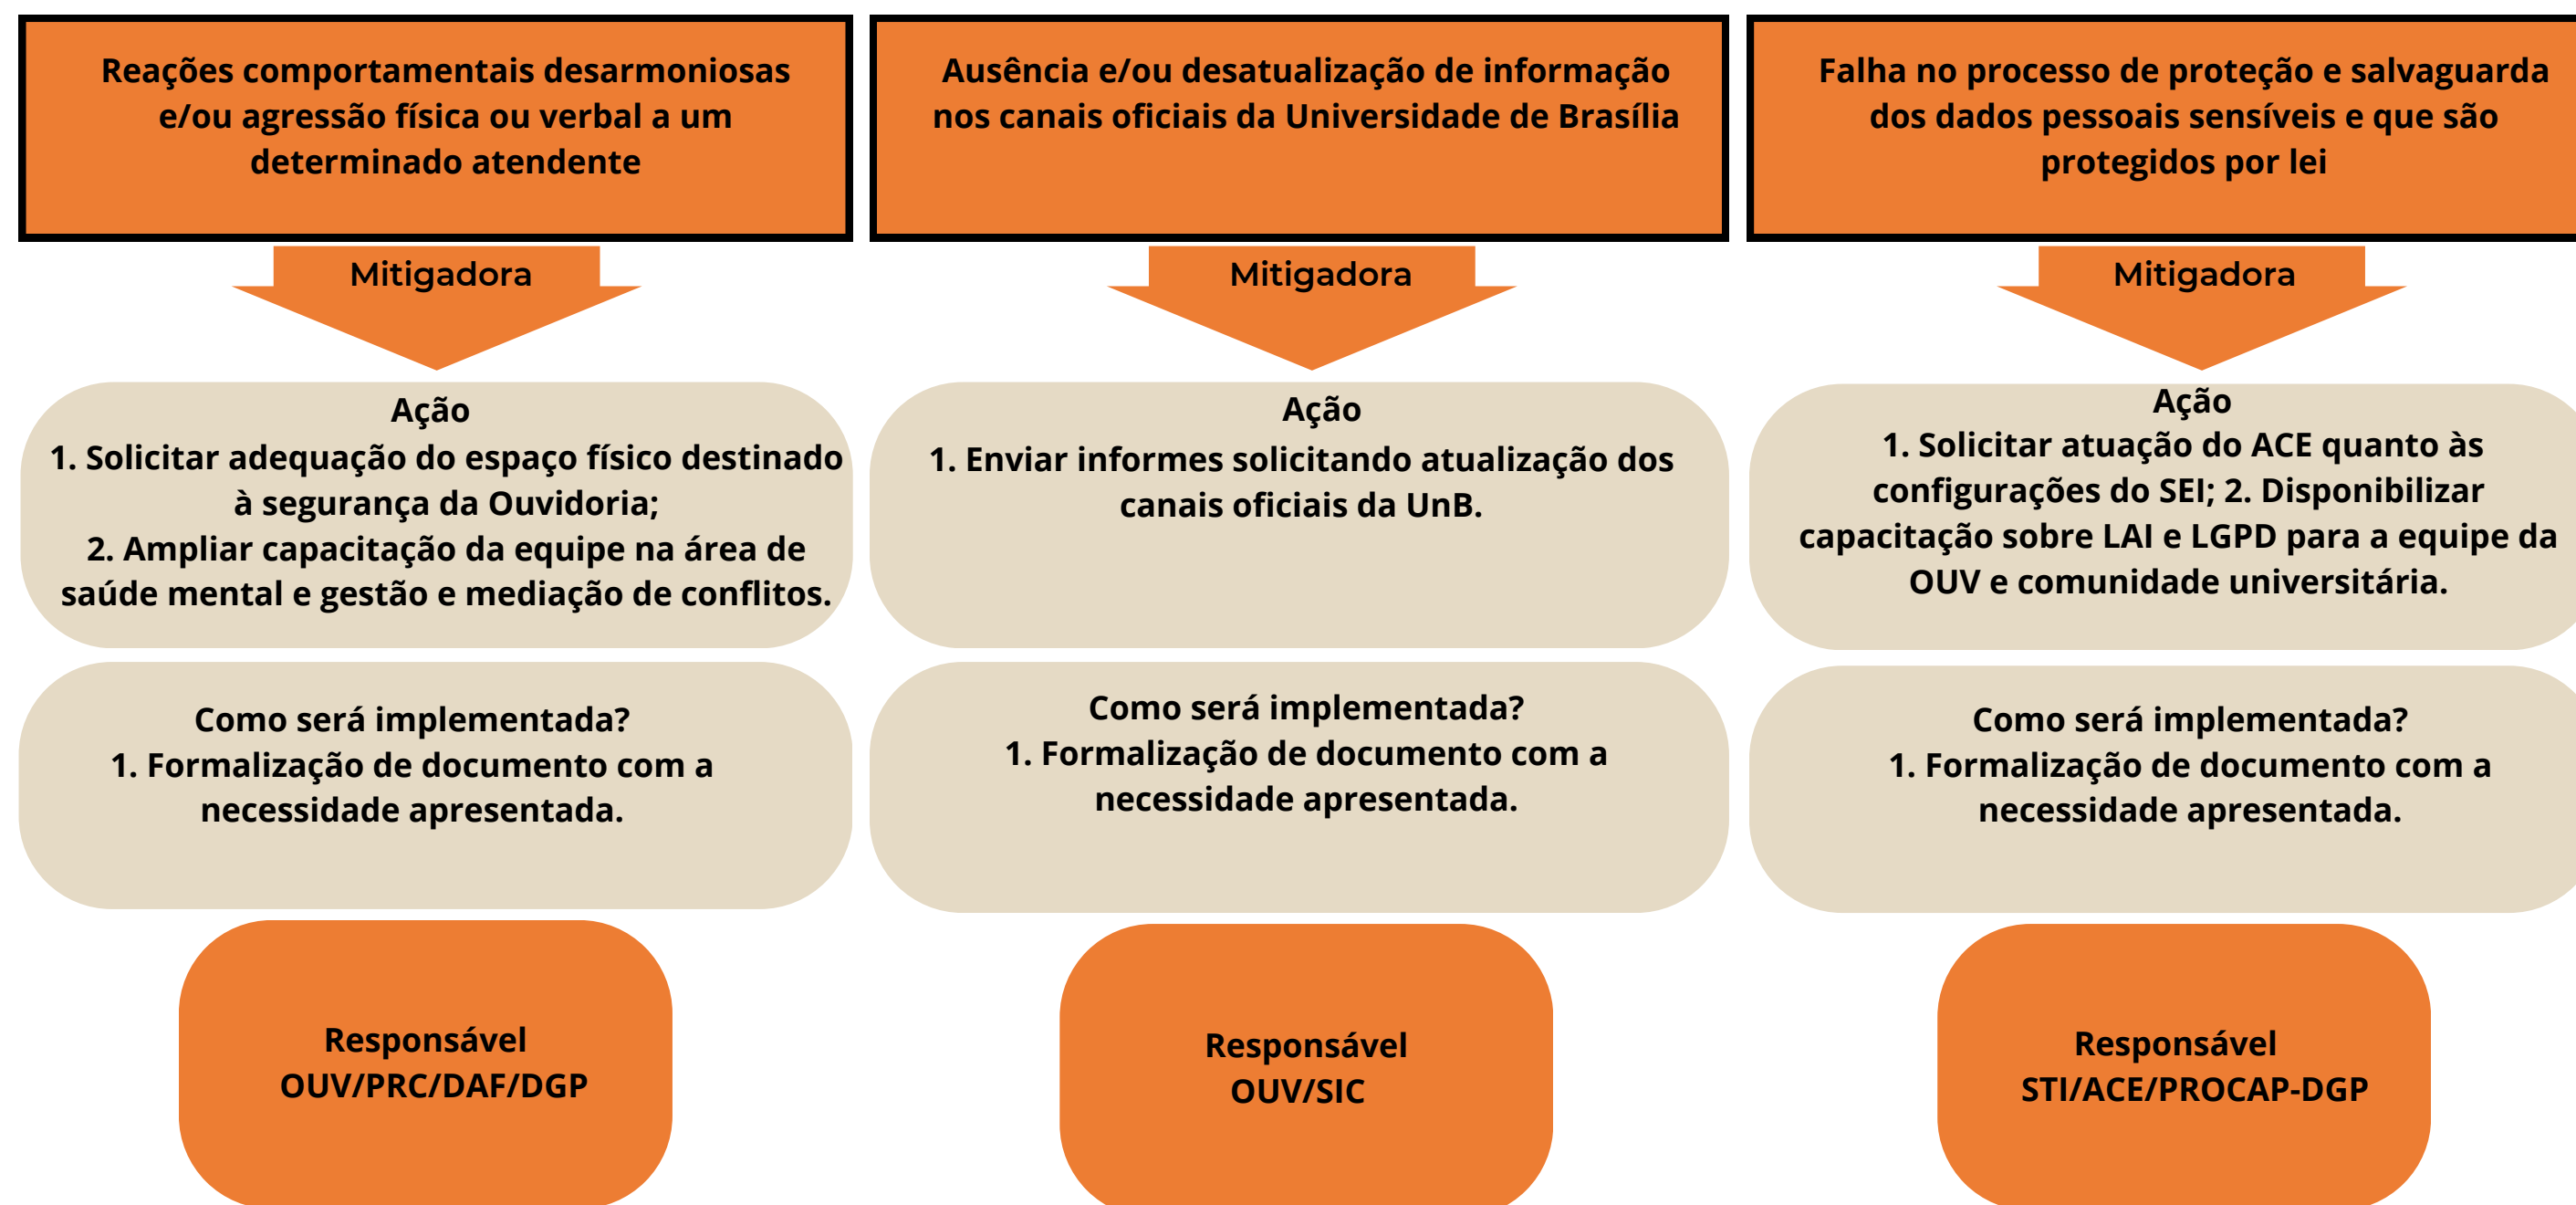 Reações comportamentais desarmoniosas
e/ou agressão física ou verbal a um
determinado atendente
Mitigadora
Ação
1. Solicitar adequação do espaço físico destinado
à segurança da Ouvidoria;
2. Ampliar capacitação da equipe na área de
saúde mental e gestão e mediação de conflitos.
Como será implementada?
1. Formalização de documento com a
necessidade apresentada.
Responsável
OUV/PRC/DAF/DGP
Ausência e/ou desatualização de informação
nos canais oficiais da Universidade de Brasília
Mitigadora
Ação
1. Enviar informes solicitando atualização dos
canais oficiais da UnB.
Como será implementada?
1. Formalização de documento com a
necessidade apresentada.
Responsável
OUV/SIC
Falha no processo de proteção e salvaguarda
dos dados pessoais sensíveis e que são
protegidos por lei
Mitigadora
Ação
1. Solicitar atuação do ACE quanto às
configurações do SEI; 2. Disponibilizar
capacitação sobre LAI e LGPD para a equipe da
OUV e comunidade universitária.
Como será implementada?
1. Formalização de documento com a
necessidade apresentada.
Responsável
STI/ACE/PROCAP-DGP